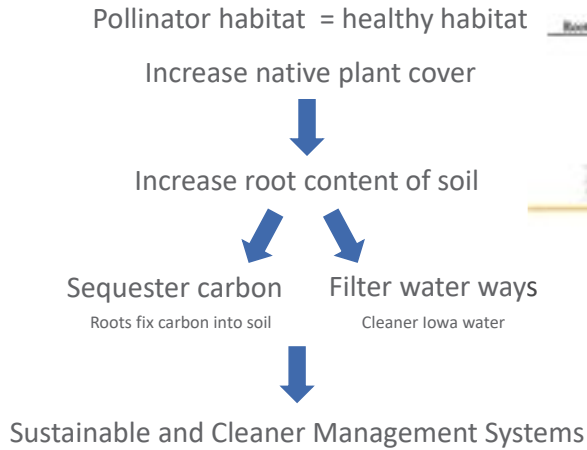 Pollinator habitat = healthy habitat
Increase native plant cover
Increase root content of soil
Sequester carbon Filter water ways
Roots fix carbon into soil Cleaner Iowa water
Sustainable and Cleaner Management Systems